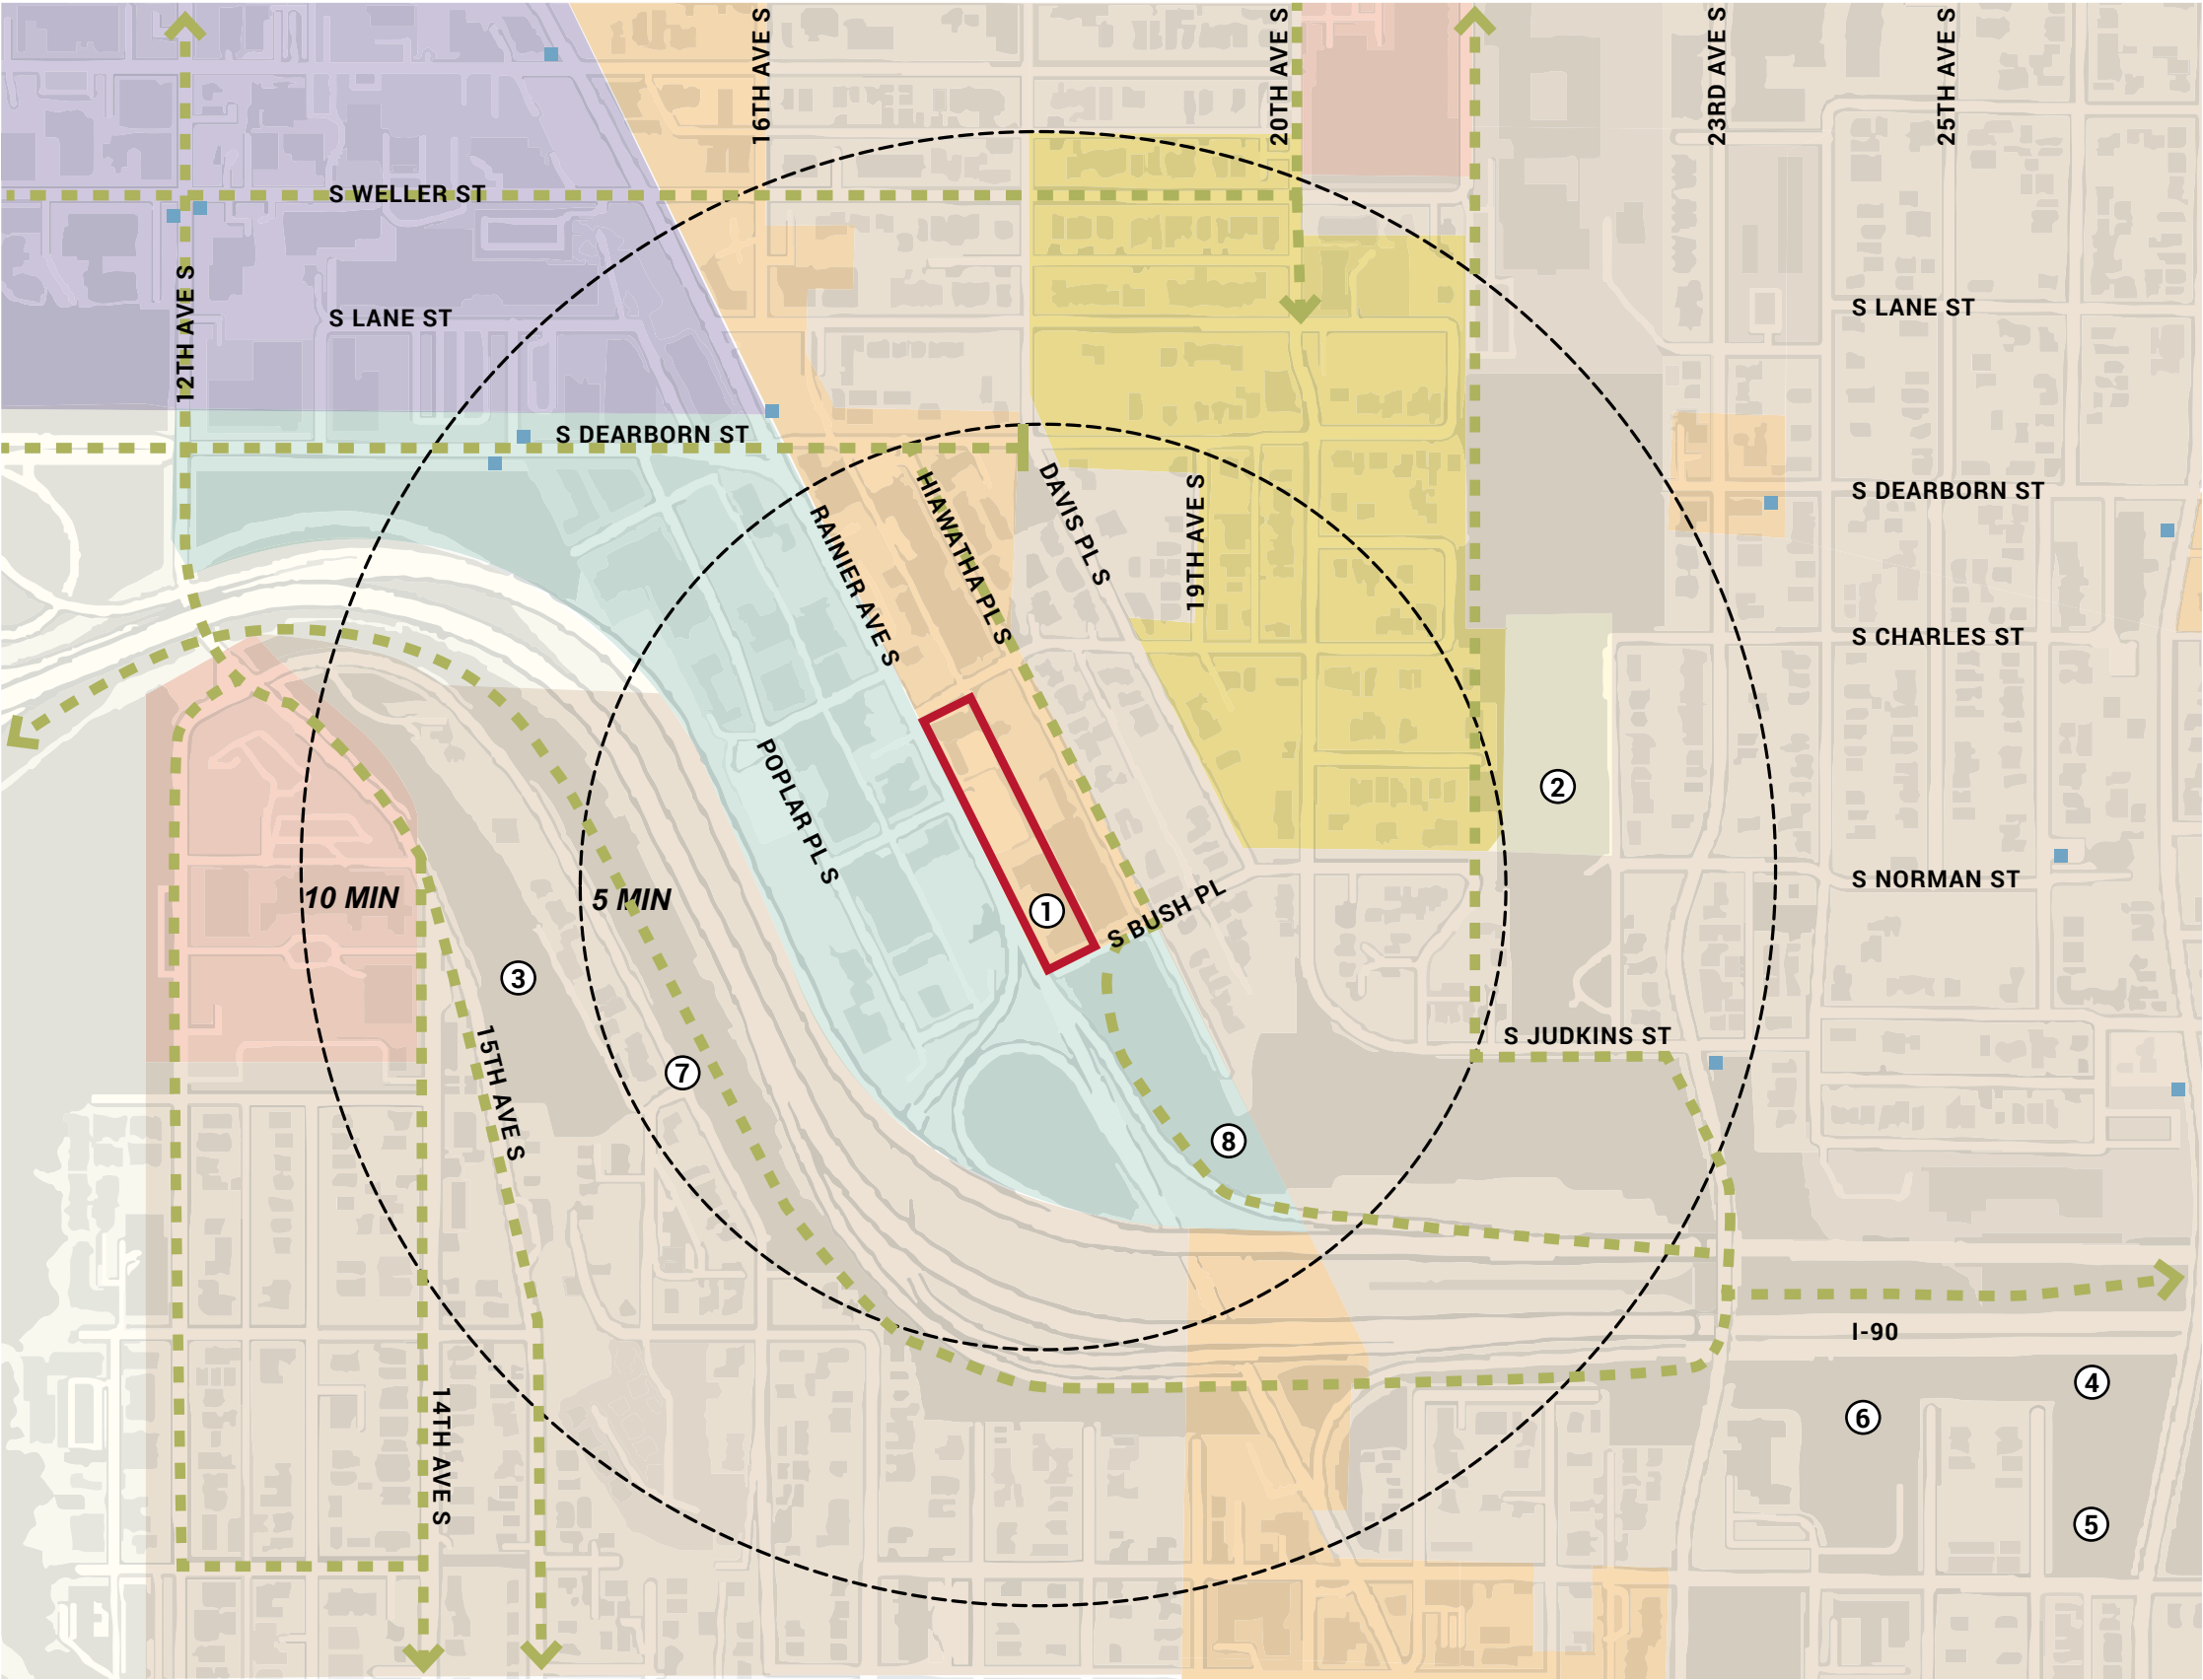 16TH AVE S
20TH AVE S
23RD AVE S
25TH AVE S
S WELLER ST
12TH AVE S
S LANE ST
S LANE ST
S DEARBORN ST
HIAWATHA PL S
DAVIS PL S
19TH AVE S
S DEARBORN ST
RAINIER AVE S
S CHARLES ST
POPLAR PL S
2
10 MIN
5 MIN
1
S BUSH PL
S NORMAN ST
3
15TH AVE S
S JUDKINS ST
7
8
I-90
4
14TH AVE S
6
5